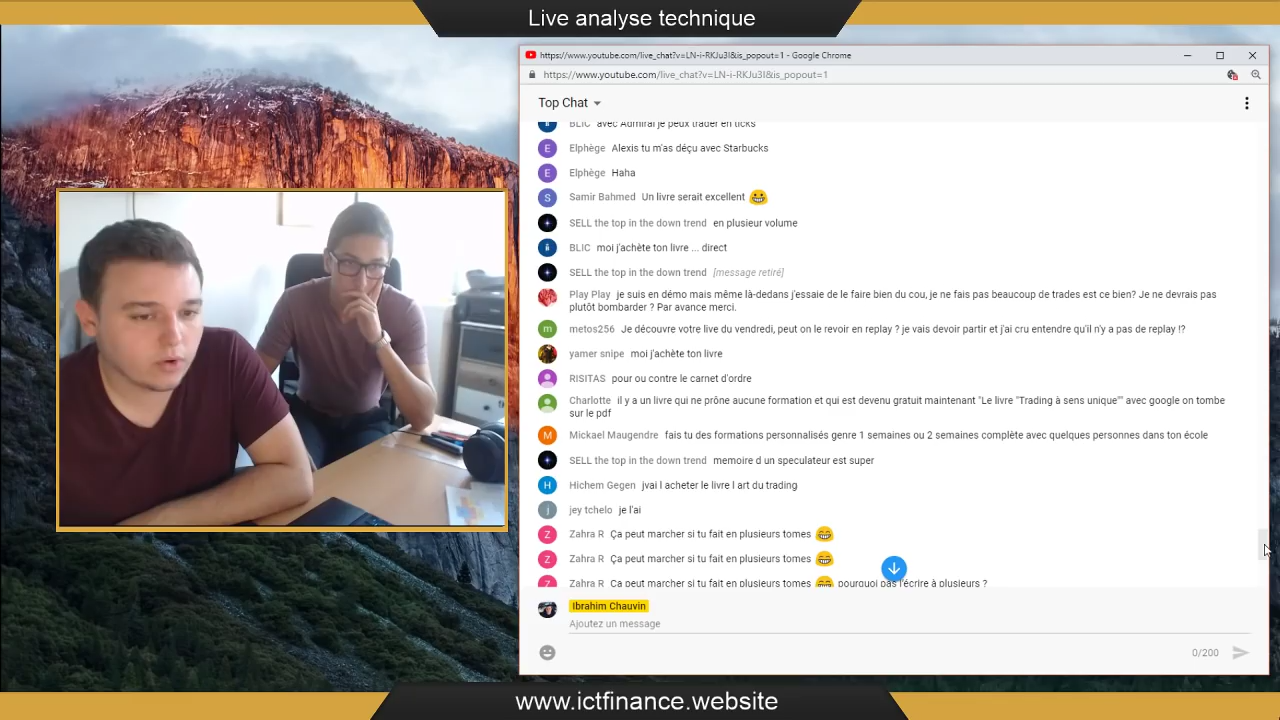 Live analyse technique
https://www.youtube.com/live_chat?v=LN-i-RKJu3I&is_popout=1 - Google Chrome
https://www.youtube.com/live_chat?v=LN-i-RKJu3I&is_popout=1
Top Chat
BLIC avec Admiral je peux trader en ticks
E Elphège Alexis tu m'as déçu avec Starbucks
E Elphège Haha
S Samir Bahmed Un livre serait excellent
SELL the top in the down trend en plusieur volume
BLIC moi j'achète ton livre ... direct
SELL the top in the down trend [message retiré]
Play Play je suis en démo mais même là-dedans j'essaie de le faire bien du cou, je ne fais pas beaucoup de trades est ce bien? Je ne devrais pas
plutôt bombarder ? Par avance merci.
m metos256 Je découvre votre live du vendredi, peut on le revoir en replay ? je vais devoir partir et j'ai cru entendre qu'il n'y a pas de replay !?
yamer snipe moi j'achète ton livre
RISITAS pour ou contre le carnet d'ordre
Charlotte il y a un livre qui ne prône aucune formation et qui est devenu gratuit maintenant "Le livre "Trading à sens unique"" avec google on tombe
sur le pdf
M Mickael Maugendre fais tu des formations personnalisés genre 1 semaines ou 2 semaines complète avec quelques personnes dans ton école
SELL the top in the down trend memoire d un speculateur est super
H Hichem Gegen jvai l acheter le livre l art du trading
j jey tchelo je l'ai
Z Zahra R Ça peut marcher si tu fait en plusieurs tomes
Z Zahra R Ça peut marcher si tu fait en plusieurs tomes
Z Zahra R Ça peut marcher si tu fait en plusieurs tomes pourquoi pas l'écrire à plusieurs ?
Ibrahim Chauvin
Ajoutez un message
0/200
www.ictfinance.website